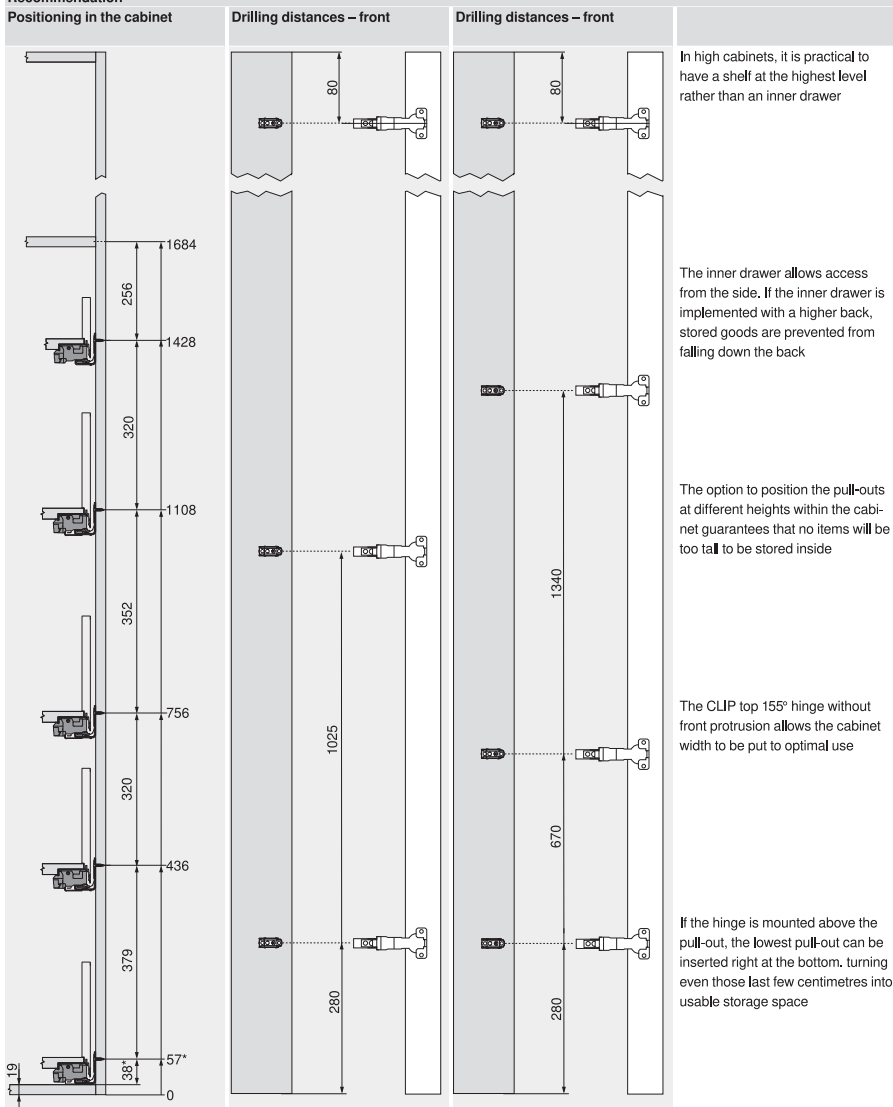 Recommendation
Positioning in the cabinet
Drilling distances – front
Drilling distances – front
1684
256
1428
320
1108
352
756
320
436
379
57*
38*
19
0
80
1025
280
80
1340
670
280
In high cabinets, it is practical to
have a shelf at the highest level
rather than an inner drawer
The inner drawer allows access
from the side. If the inner drawer is
implemented with a higher back,
stored goods are prevented from
falling down the back
The option to position the pull-outs
at different heights within the cabi-
net guarantees that no items will be
too tall to be stored inside
The CLIP top 155° hinge without
front protrusion allows the cabinet
width to be put to optimal use
If the hinge is mounted above the
pull-out, the lowest pull-out can be
inserted right at the bottom. turning
even those last few centimetres into
usable storage space